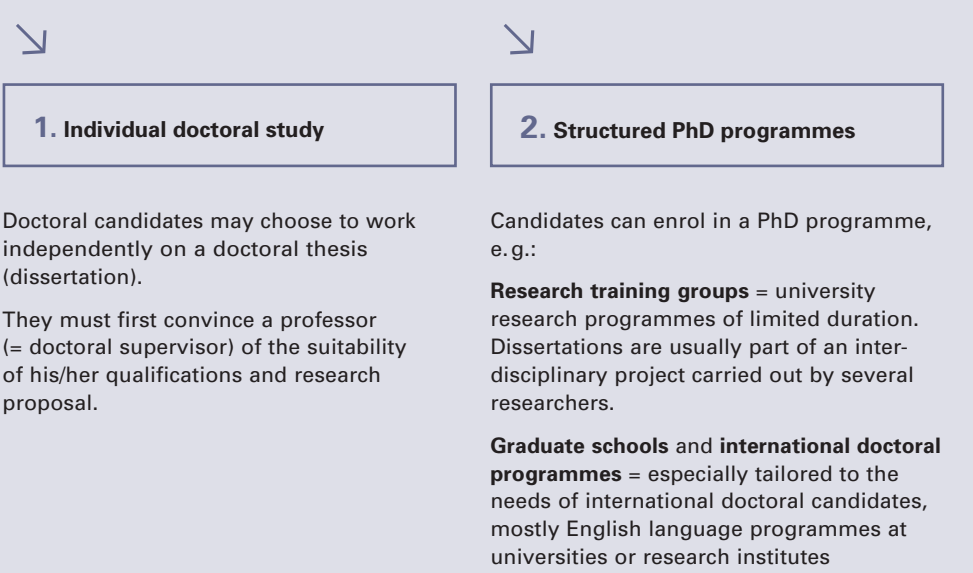 1. Individual doctoral study
Doctoral candidates may choose to work
independently on a doctoral thesis
(dissertation).
They must first convince a professor
(= doctoral supervisor) of the suitability
of his/her qualifications and research
proposal.
2. Structured PhD programmes
Candidates can enrol in a PhD programme,
e. g.:
Research training groups = university
research programmes of limited duration.
Dissertations are usually part of an inter-
disciplinary project carried out by several
researchers.
Graduate schools and international doctoral
programmes = especially tailored to the
needs of international doctoral candidates,
mostly English language programmes at
universities or research institutes